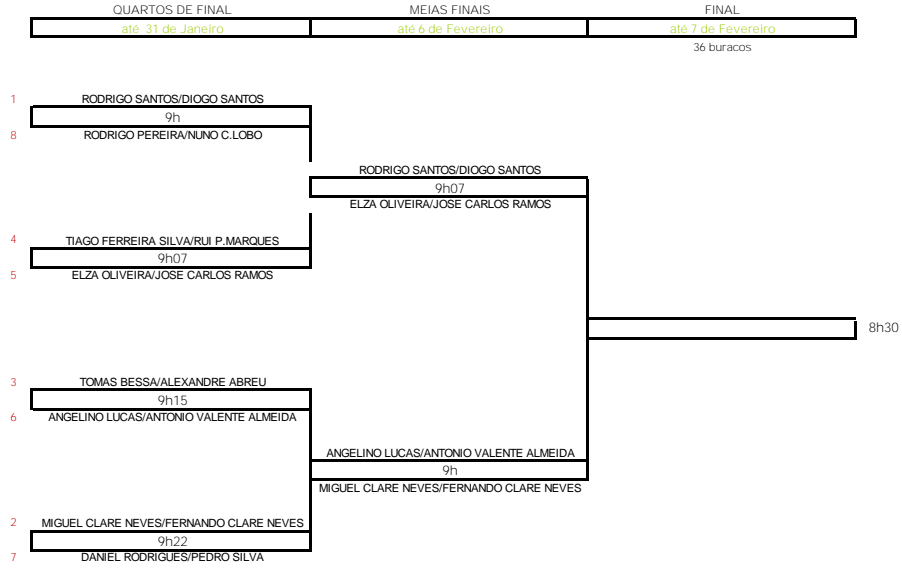 QUARTOS DE FINAL MEIAS FINAIS FINAL
até 31 de Janeiro até 6 de Fevereiro até 7 de Fevereiro
36 buracos
1 RODRIGO SANTOS/DIOGO SANTOS
9h
8 RODRIGO PEREIRA/NUNO C.LOBO
RODRIGO SANTOS/DIOGO SANTOS
9h07
ELZA OLIVEIRA/JOSE CARLOS RAMOS
4 TIAGO FERREIRA SILVA/RUI P.MARQUES
9h07
5 ELZA OLIVEIRA/JOSE CARLOS RAMOS
8h30
3 TOMAS BESSA/ALEXANDRE ABREU
9h15
6 ANGELINO LUCAS/ANTONIO VALENTE ALMEIDA
ANGELINO LUCAS/ANTONIO VALENTE ALMEIDA
9h
MIGUEL CLARE NEVES/FERNANDO CLARE NEVES
2 MIGUEL CLARE NEVES/FERNANDO CLARE NEVES
9h22
7 DANIEL RODRIGUES/PEDRO SILVA